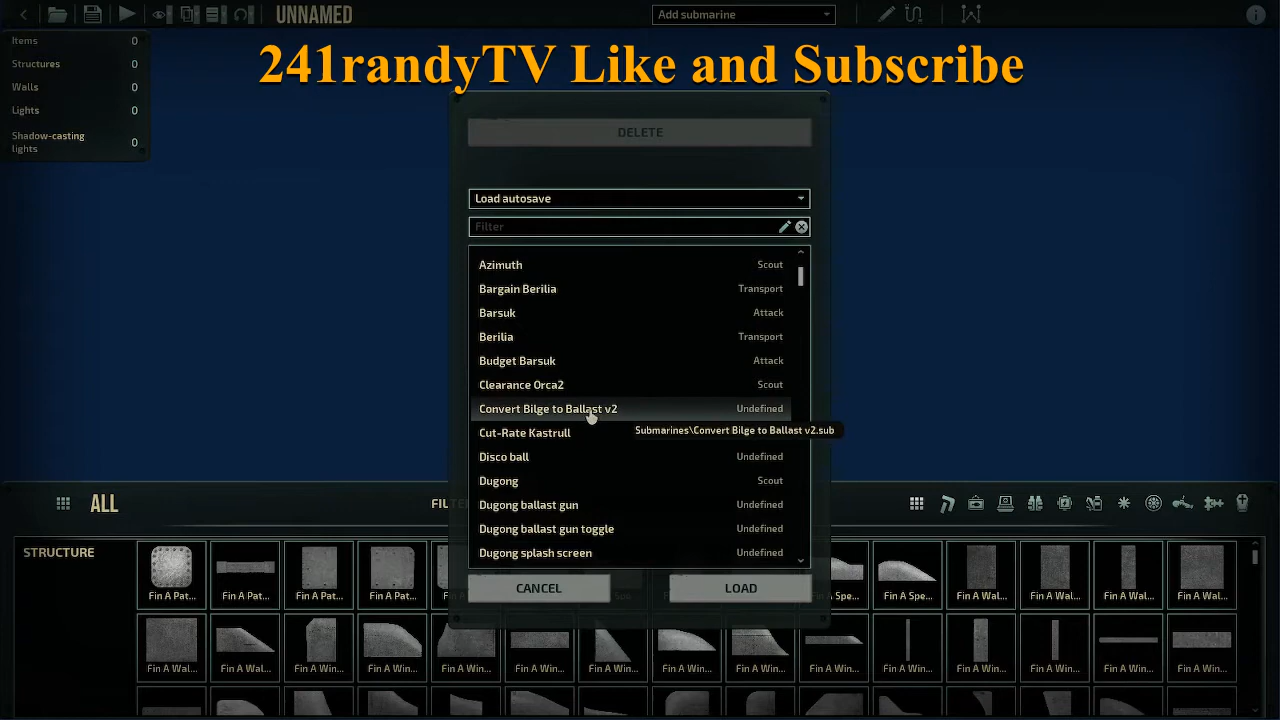 UNNAMED
Add submarine
Items 0
Structures 0
Walls 0
Lights 0
Shadow-casting lights 0
241randyTV Like and Subscribe
DELETE
Load autosave
Filter
Azimuth Scout
Bargain Berilia Transport
Barsuk Attack
Berilia Transport
Budget Barsuk Attack
Clearance Orca2 Scout
Convert Bilge to Ballast v2 Undefined
Submarines\Convert Bilge to Ballast v2.sub
Cut-Rate Kastrull
Disco ball Undefined
Dugong Scout
Dugong ballast gun Undefined
Dugong ballast gun toggle Undefined
Dugong splash screen Undefined
CANCEL LOAD
ALL
STRUCTURE
Fin A Pat... Fin A Pat... Fin A Pat... Fin A Pat... Fin A Spe... Fin A Wal... Fin A Wal... Fin A Wal... Fin A Wal...
Fin A Wal... Fin A Win... Fin A Win... Fin A Win... Fin A Win... Fin A Win... Fin A Win... Fin A Win... Fin A Win... Fin A Win... Fin A Win... Fin A Win... Fin A Win... Fin A Win... Fin A Win...